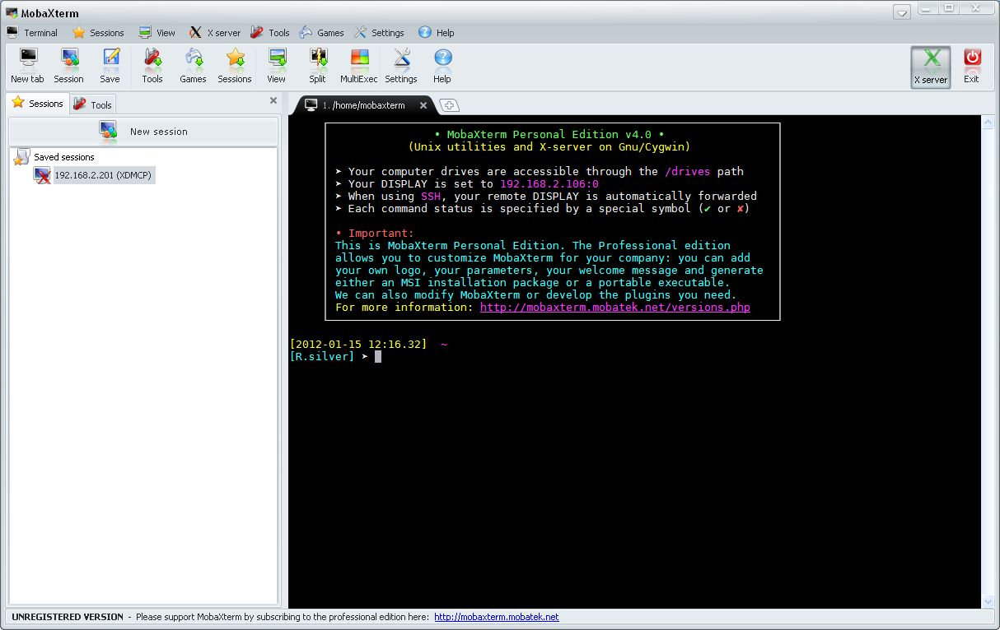 MobaXterm
Terminal Sessions View X server Tools Games Settings Help
New tab Session Save Tools Games Sessions View Split MultiExec Settings Help X server Exit
Sessions Tools
1. /home/mobaxterm
New session
Saved sessions
192.168.2.201 (XDMCP)
• MobaXterm Personal Edition v4.0 •
(Unix utilities and X-server on Gnu/Cygwin)
➤ Your computer drives are accessible through the /drives path
➤ Your DISPLAY is set to 192.168.2.106:0
➤ When using SSH, your remote DISPLAY is automatically forwarded
➤ Each command status is specified by a special symbol (✔ or ✘)
• Important:
This is MobaXterm Personal Edition. The Professional edition
allows you to customize MobaXterm for your company: you can add
your own logo, your parameters, your welcome message and generate
either an MSI installation package or a portable executable.
We can also modify MobaXterm or develop the plugins you need.
For more information: http://mobaxterm.mobatek.net/versions.php
[2012-01-15 12:16.32] ~
[R.silver] ➤
UNREGISTERED VERSION - Please support MobaXterm by subscribing to the professional edition here: http://mobaxterm.mobatek.net